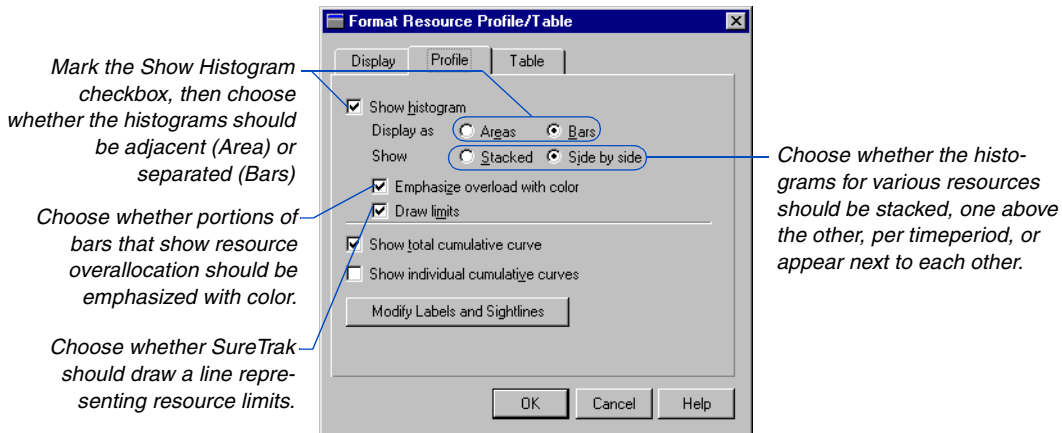 Format Resource Profile/Table
Display Profile Table
Mark the Show Histogram
checkbox, then choose
whether the histograms should
be adjacent (Area) or
separated (Bars)
Choose whether portions of
bars that show resource
overallocation should be
emphasized with color.
Choose whether SureTrak
should draw a line repre-
senting resource limits.
Show histogram
Display as Areas Bars
Show Stacked Side by side
Emphasize overload with color
Draw limits
Show total cumulative curve
Show individual cumulative curves
Modify Labels and Sightlines
OK Cancel Help
Choose whether the histo-
grams for various resources
should be stacked, one above
the other, per timeperiod, or
appear next to each other.